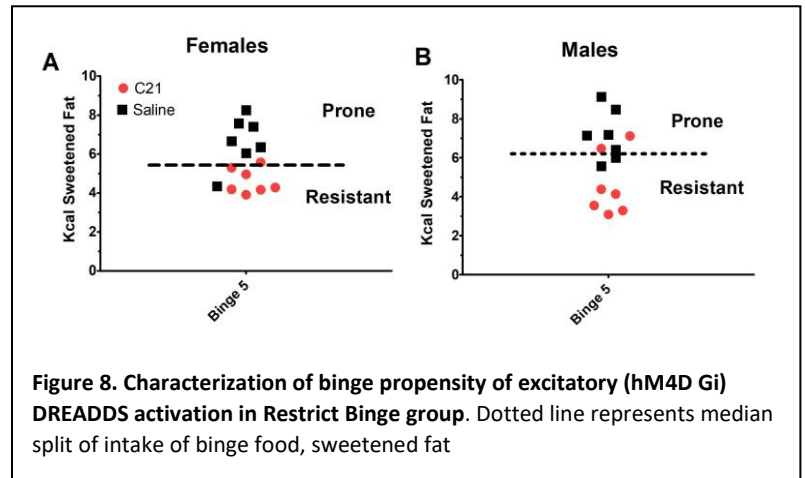 Females
A
10
8
6
4
2
0
Kcal Sweetened Fat
C21
Saline
Prone
Resistant
Binge 5
Males
B
10
8
6
4
2
0
Kcal Sweetened Fat
Prone
Resistant
Binge 5
Figure 8. Characterization of binge propensity of excitatory (hM4D Gi)
DREADDS activation in Restrict Binge group. Dotted line represents median
split of intake of binge food, sweetened fat